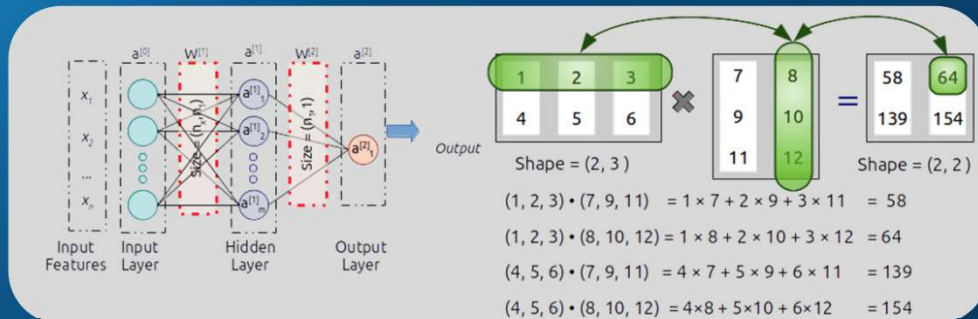 a[0] W[1] a[1] W[2] a[2]
x1
x2
...
xn
Size = (nx, n1)
a[1]1
a[1]2
a[1]m
Size = (n1, 1)
a[2]1
Output
Input Features
Input Layer
Hidden Layer
Output Layer
1 2 3
4 5 6
×
7 8
9 10
11 12
=
58 64
139 154
Shape = (2, 3 )
Shape = (2, 2)
(1, 2, 3) • (7, 9, 11) = 1 × 7 + 2 × 9 + 3 × 11 = 58
(1, 2, 3) • (8, 10, 12) = 1 × 8 + 2 × 10 + 3 × 12 = 64
(4, 5, 6) • (7, 9, 11) = 4 × 7 + 5 × 9 + 6 × 11 = 139
(4, 5, 6) • (8, 10, 12) = 4×8 + 5×10 + 6×12 = 154